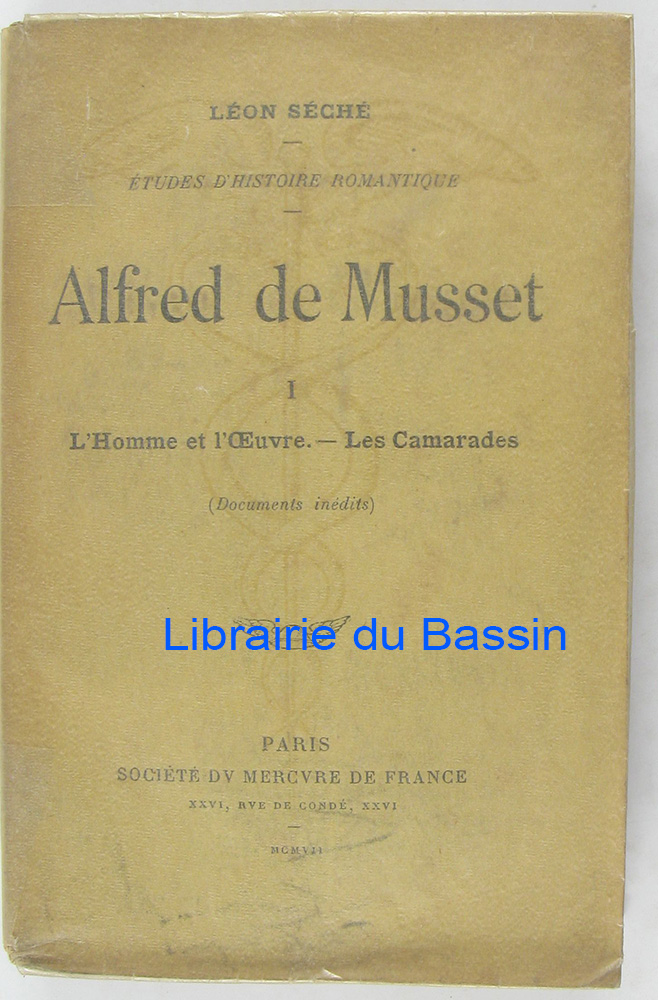 LÉON SÉCHÉ
ÉTUDES D'HISTOIRE ROMANTIQUE
Alfred de Musset
I
L'Homme et l'Œuvre. — Les Camarades
(Documents inédits)
Librairie du Bassin
PARIS
SOCIÉTÉ DV MERCVRE DE FRANCE
XXVI, RVE DE CONDÉ, XXVI
MCMVII